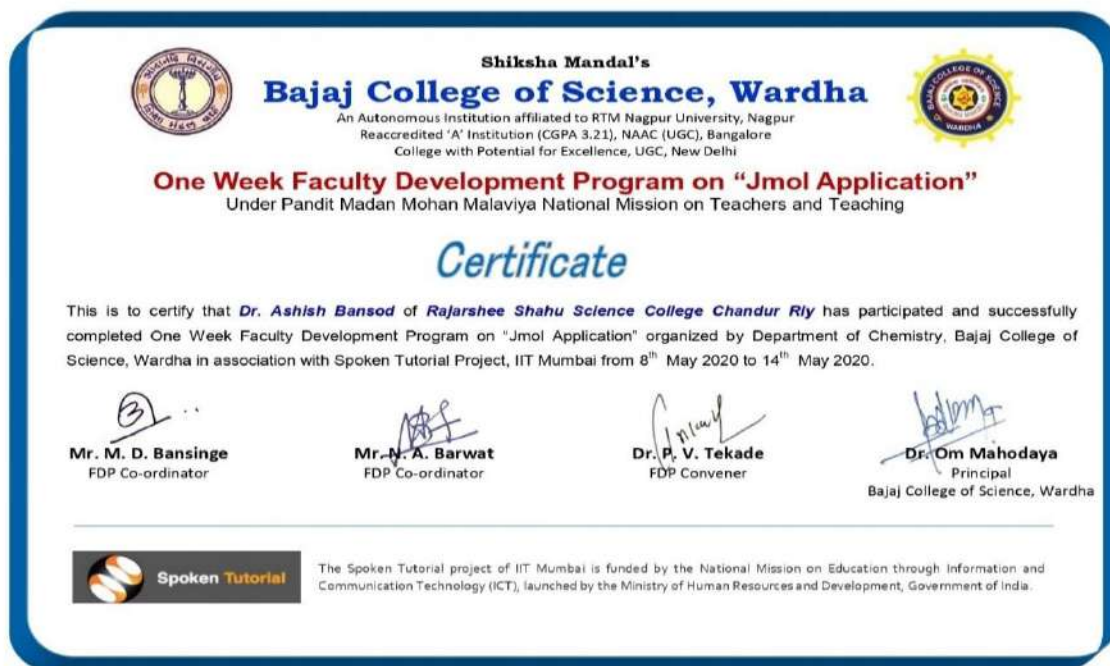 Shiksha Mandal's
Bajaj College of Science, Wardha
An Autonomous Institution affiliated to RTM Nagpur University, Nagpur
Reaccredited 'A' Institution (CGPA 3.21), NAAC (UGC), Bangalore
College with Potential for Excellence, UGC, New Delhi
One Week Faculty Development Program on “Jmol Application”
Under Pandit Madan Mohan Malaviya National Mission on Teachers and Teaching
Certificate
This is to certify that Dr. Ashish Bansod of Rajarshee Shahu Science College Chandur Rly has participated and successfully
completed One Week Faculty Development Program on "Jmol Application" organized by Department of Chemistry, Bajaj College of
Science, Wardha in association with Spoken Tutorial Project, IIT Mumbai from 8th May 2020 to 14th May 2020.
Mr. M. D. Bansinge
FDP Co-ordinator
Mr. N. A. Barwat
FDP Co-ordinator
Dr. P. V. Tekade
FDP Convener
Dr. Om Mahodaya
Principal
Bajaj College of Science, Wardha
Spoken Tutorial
The Spoken Tutorial project of IIT Mumbai is funded by the National Mission on Education through Information and
Communication Technology (ICT), launched by the Ministry of Human Resources and Development, Government of India.
BAJAJ COLLEGE OF SCIENCE
WARDHA